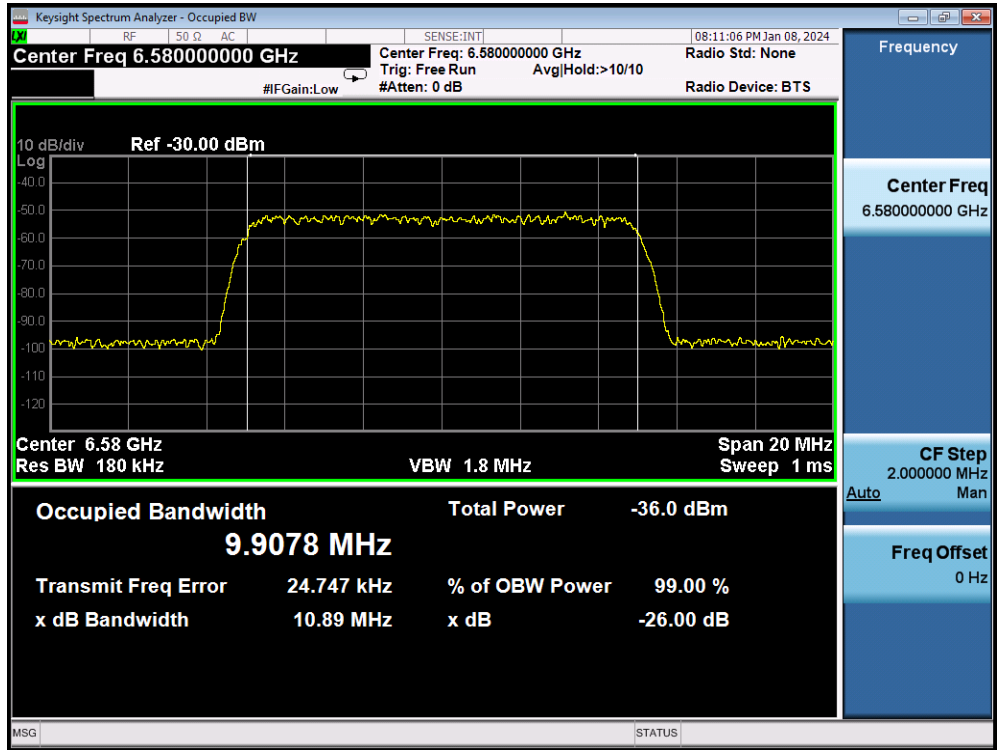 Keysight Spectrum Analyzer - Occupied BW
LXI RF 50 Ω AC SENSE:INT 08:11:06 PM Jan 08, 2024
Center Freq 6.580000000 GHz
Center Freq: 6.580000000 GHz Radio Std: None
Trig: Free Run Avg|Hold:>10/10
#IFGain:Low #Atten: 0 dB Radio Device: BTS
10 dB/div Ref -30.00 dBm
Log
-40.0
-50.0
-60.0
-70.0
-80.0
-90.0
-100
-110
-120
Center 6.58 GHz Span 20 MHz
Res BW 180 kHz VBW 1.8 MHz Sweep 1 ms
Occupied Bandwidth Total Power -36.0 dBm
9.9078 MHz
Transmit Freq Error 24.747 kHz % of OBW Power 99.00 %
x dB Bandwidth 10.89 MHz x dB -26.00 dB
Frequency
Center Freq
6.580000000 GHz
CF Step
2.000000 MHz
Auto Man
Freq Offset
0 Hz
MSG STATUS